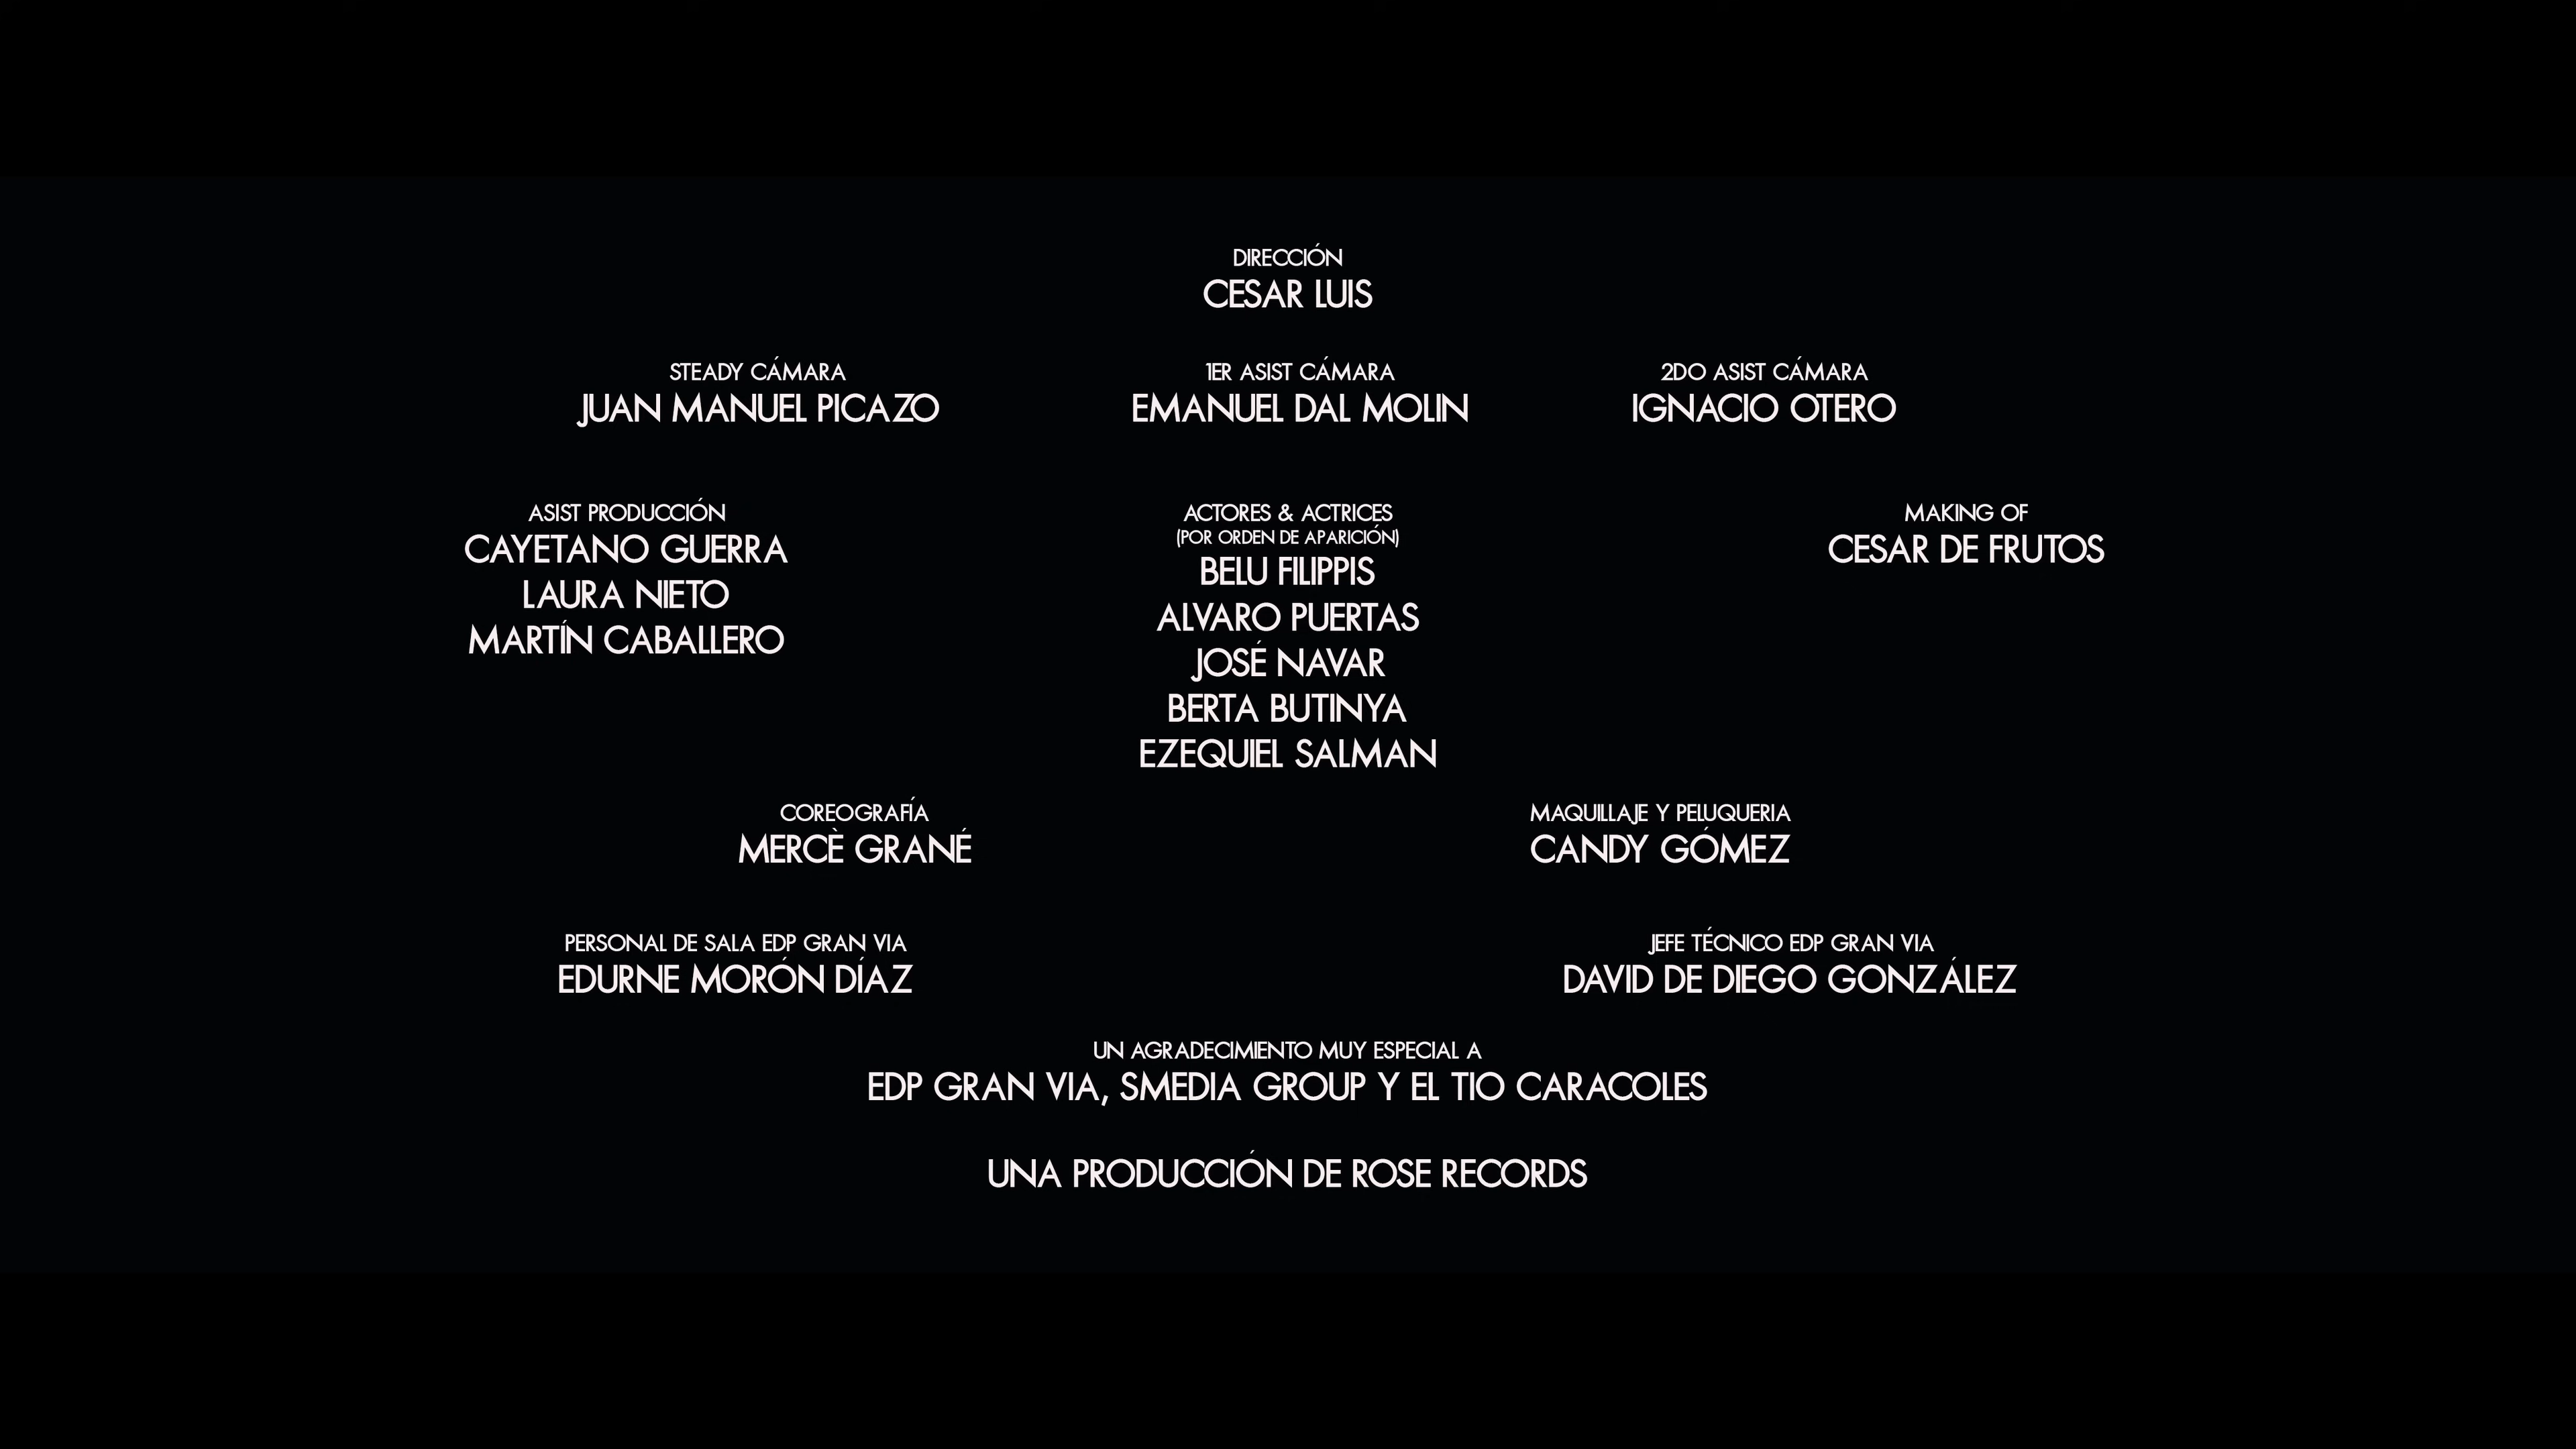 DIRECCIÓN
CESAR LUIS
STEADY CÁMARA
JUAN MANUEL PICAZO
1ER ASIST CÁMARA
EMANUEL DAL MOLIN
2DO ASIST CÁMARA
IGNACIO OTERO
ASIST PRODUCCIÓN
CAYETANO GUERRA
LAURA NIETO
MARTÍN CABALLERO
ACTORES & ACTRICES
(POR ORDEN DE APARICIÓN)
BELU FILIPPIS
ALVARO PUERTAS
JOSÉ NAVAR
BERTA BUTINYA
EZEQUIEL SALMAN
MAKING OF
CESAR DE FRUTOS
COREOGRAFÍA
MERCÈ GRANÉ
MAQUILLAJE Y PELUQUERIA
CANDY GÓMEZ
PERSONAL DE SALA EDP GRAN VIA
EDURNE MORÓN DÍAZ
JEFE TÉCNICO EDP GRAN VIA
DAVID DE DIEGO GONZÁLEZ
UN AGRADECIMIENTO MUY ESPECIAL A
EDP GRAN VIA, SMEDIA GROUP Y EL TIO CARACOLES
UNA PRODUCCIÓN DE ROSE RECORDS